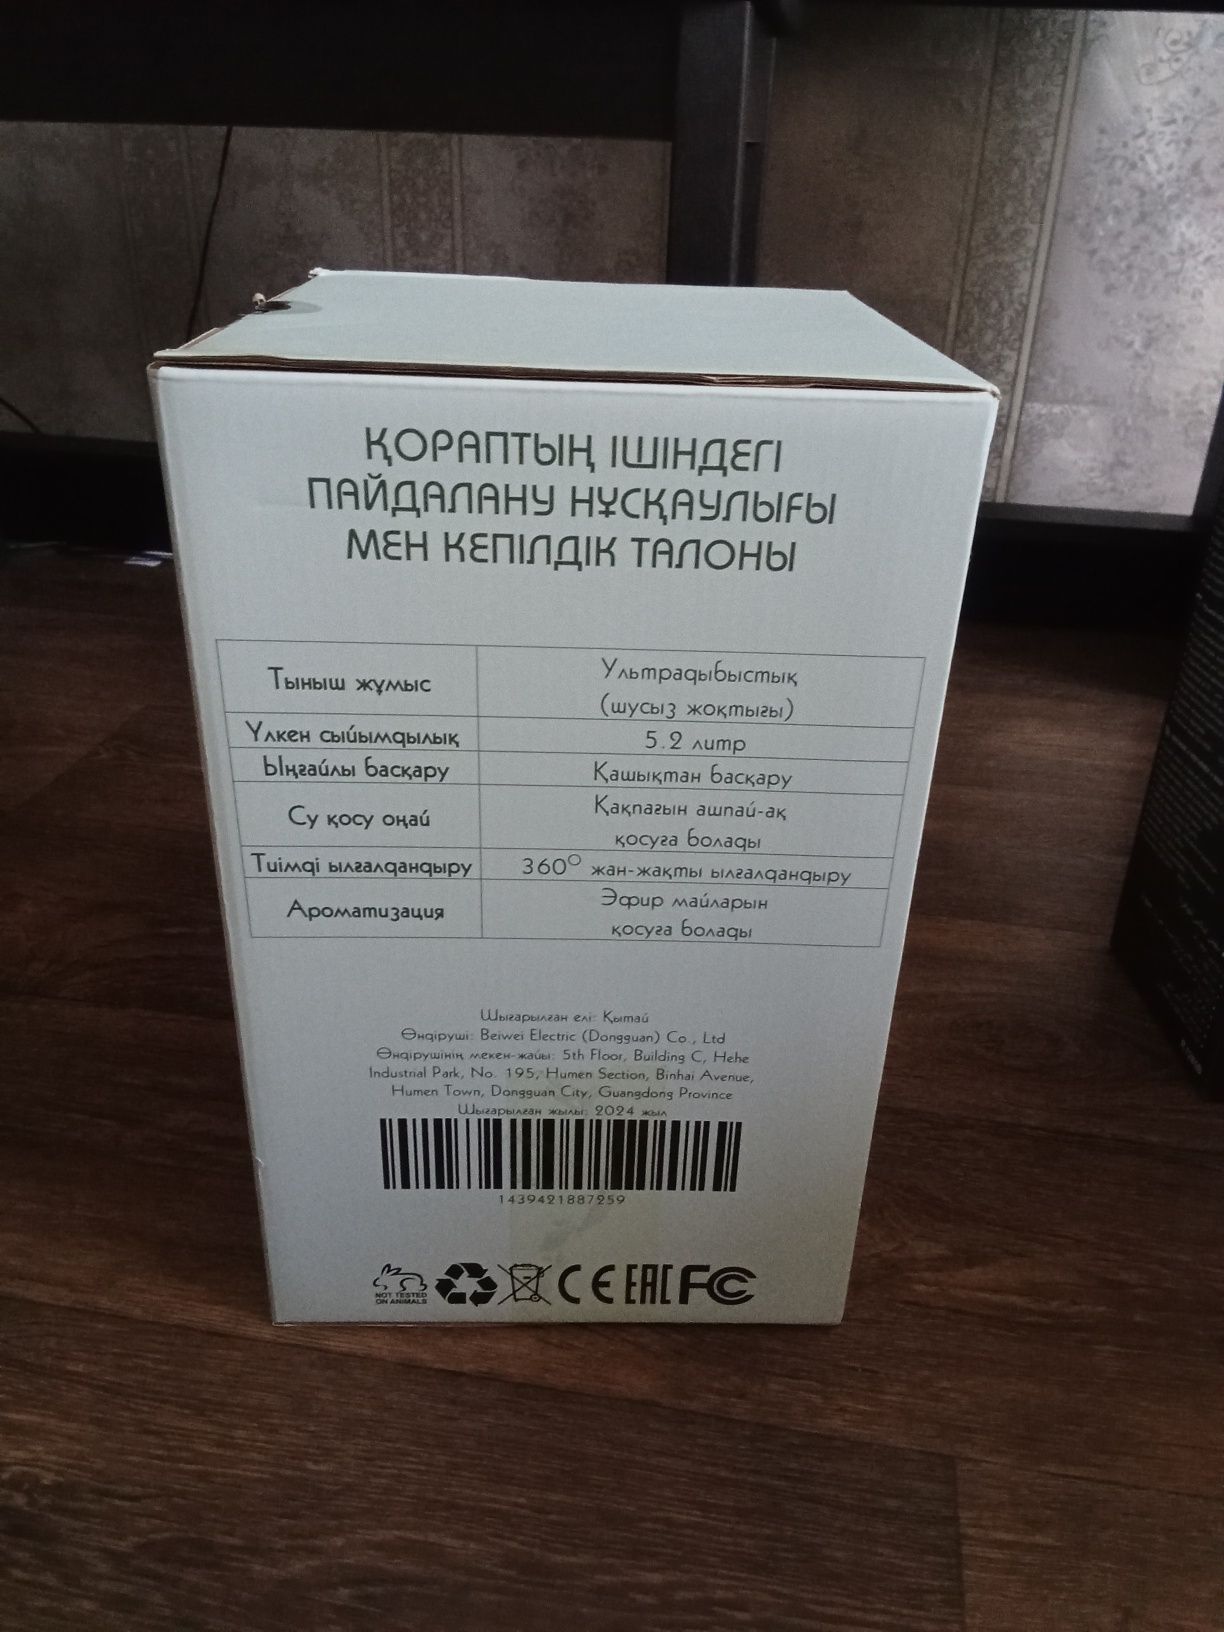 ҚОРАПТЫҢ ІШІНДЕГІ
ПАЙДАЛАНУ НҰСҚАУЛЫҒЫ
МЕН КЕПІЛДІК ТАЛОНЫ
Тыныш жұмыс
Ультрадыбыстық
(шусыз жоқтығы)
Үлкен сыйымдылық
5.2 литр
Ыңғайлы басқару
Қашықтан басқару
Су қосу оңай
Қақпағын ашпай-ақ
қосуға болады
Тиімді ылғалдандыру
360° жан-жақты ылғалдандыру
Ароматизация
Эфир майларын
қосуға болады
Шығарылған елі: Қытай
Өндіруші: Beiwei Electric (Dongguan) Co., Ltd
Өндірушінің мекен-жайы: 5th Floor, Building C, Hehe
Industrial Park, No. 195, Humen Section, Binhai Avenue,
Humen Town, Dongguan City, Guangdong Province
Шығарылған жылы: 2024 жыл
1439421887259
NOT TESTED
ON ANIMALS
CE EAC FC